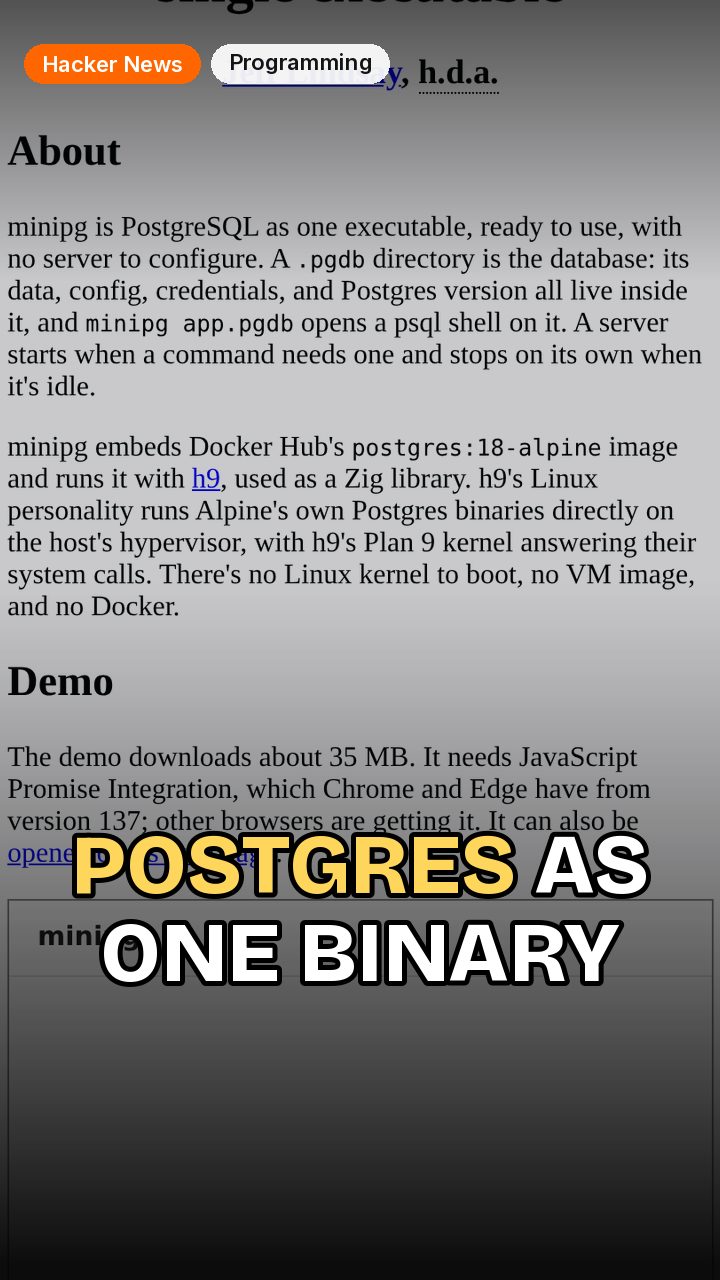 Hacker News
Programming
h.d.a.
About
minipg is PostgreSQL as one executable, ready to use, with
no server to configure. A .pgdb directory is the database: its
data, config, credentials, and Postgres version all live inside
it, and minipg app.pgdb opens a psql shell on it. A server
starts when a command needs one and stops on its own when
it's idle.
minipg embeds Docker Hub's postgres:18-alpine image
and runs it with h9, used as a Zig library. h9's Linux
personality runs Alpine's own Postgres binaries directly on
the host's hypervisor, with h9's Plan 9 kernel answering their
system calls. There's no Linux kernel to boot, no VM image,
and no Docker.
Demo
The demo downloads about 35 MB. It needs JavaScript
Promise Integration, which Chrome and Edge have from
version 137; other browsers are getting it. It can also be
POSTGRES AS
ONE BINARY